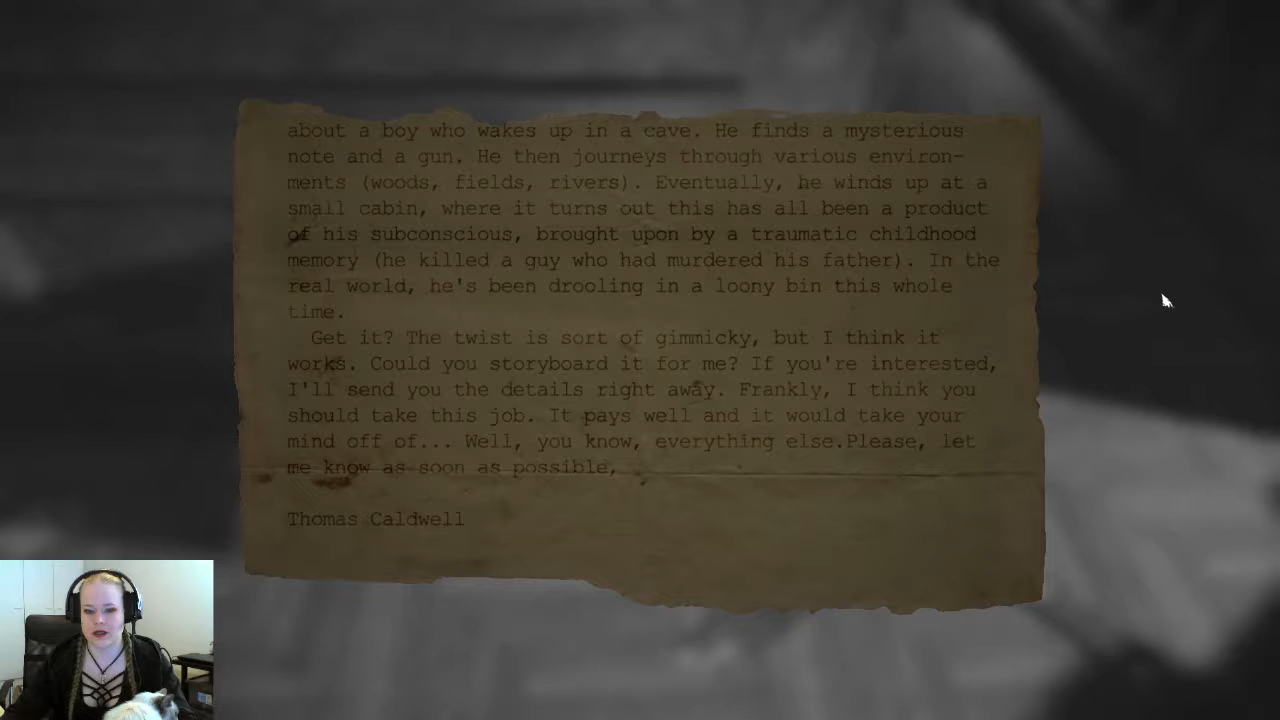 about a boy who wakes up in a cave. He finds a mysterious
note and a gun. He then journeys through various environ-
ments (woods, fields, rivers). Eventually, he winds up at a
small cabin, where it turns out this has all been a product
of his subconscious, brought upon by a traumatic childhood
memory (he killed a guy who had murdered his father). In the
real world, he's been drooling in a loony bin this whole
time.
Get it? The twist is sort of gimmicky, but I think it
works. Could you storyboard it for me? If you're interested,
I'll send you the details right away. Frankly, I think you
should take this job. It pays well and it would take your
mind off of... Well, you know, everything else.Please, let
me know as soon as possible,
Thomas Caldwell